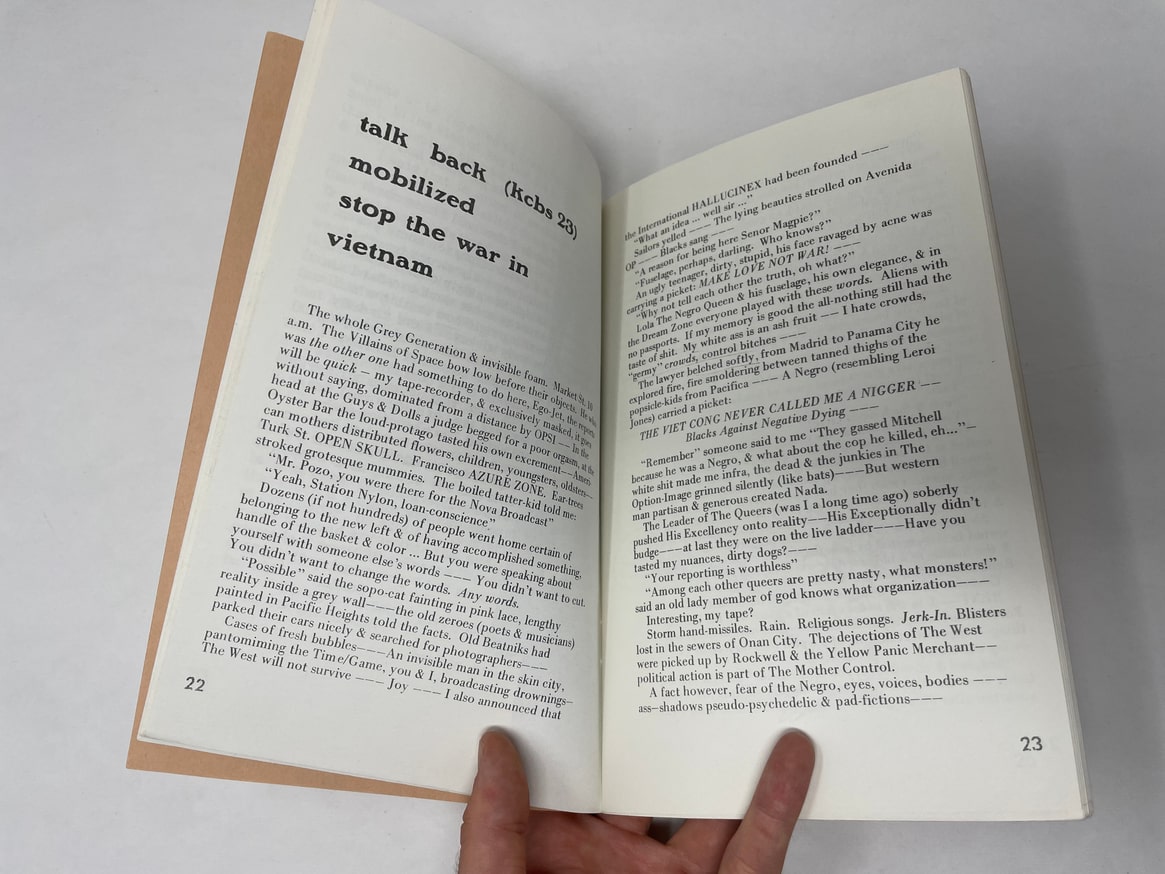 talk back (kcbs 23)
mobilized
stop the war in
vietnam
The whole Grey Generation & invisible foam. Market St. 10
a.m. The Villains of Space bow low before their objects. He who
was the other one had something to do here, Ego-Jet, the reports
will be quick — my tape-recorder, & exclusively masked, it goes
without saying, dominated from a distance by OPSI — In the
head at the Guys & Dolls a judge begged for a poor orgasm, at the
Oyster Bar the loud-protago tasted his own excrement—Ameri-
can mothers distributed flowers, children, youngsters, oldsters—
Turk St. OPEN SKULL. Francisco AZURE ZONE. Ear-trees
stroked grotesque mummies. The boiled tatter-kid told me:
"Mr. Pozo, you were there for the Nova Broadcast"
"Yeah, Station Nylon, loan-conscience."
Dozens (if not hundreds) of people went home certain of
belonging to the new left & of having accomplished something,
handle of the basket & color ... But you were speaking about
yourself with someone else's words ——— You didn't want to cut.
You didn't want to change the words. Any words.
"Possible" said the sopo-cat fainting in pink lace, lengthy
reality inside a grey wall———the old zeroes (poets & musicians)
painted in Pacific Heights told the facts. Old Beatniks had
parked their cars nicely & searched for photographers———
Cases of fresh bubbles———An invisible man in the skin city,
pantomiming the Time/Game, you & I, broadcasting drownings–
The West will not survive ——— Joy ——— I also announced that
22
the International HALLUCINEX had been founded ———
"What an idea ... well sir ..."
Sailors yelled ——— The lying beauties strolled on Avenida
OP ——— Blacks sang ———
"A reason for being here Senor Magpie?"
"Fuselage, perhaps, darling. Who knows?"
An ugly teenager, dirty, stupid, his face ravaged by acne was
carrying a picket: MAKE LOVE NOT WAR! ———
"Why not tell each other the truth, oh what?"
Lola The Negro Queen & his fuselage, his own elegance, & in
the Dream Zone everyone played with these words. Aliens with
no passports. If my memory is good the all-nothing still had the
taste of shit. My white ass is an ash fruit —— I hate crowds,
"germy" crowds, control bitches ———
The lawyer belched softly, from Madrid to Panama City he
explored fire, fire smoldering between tanned thighs of the
popsicle-kids from Pacifica ——— A Negro (resembling Leroi
Jones) carried a picket:
THE VIET CONG NEVER CALLED ME A NIGGER ——
Blacks Against Negative Dying ———
"Remember" someone said to me "They gassed Mitchell
because he was a Negro, & what about the cop he killed, eh..."–
white shit made me infra, the dead & the junkies in The
Option-Image grinned silently (like bats)————But western
man partisan & generous created Nada.
The Leader of The Queers (was I a long time ago) soberly
pushed His Excellency onto reality——His Exceptionally didn't
budge———at last they were on the live ladder————Have you
tasted my nuances, dirty dogs?———
"Your reporting is worthless"
"Among each other queers are pretty nasty, what monsters!"
said an old lady member of god knows what organization———
Interesting, my tape?
Storm hand-missiles. Rain. Religious songs. Jerk-In. Blisters
lost in the sewers of Onan City. The dejections of The West
were picked up by Rockwell & the Yellow Panic Merchant——
political action is part of The Mother Control.
A fact however, fear of the Negro, eyes, voices, bodies ———
ass–shadows pseudo-psychedelic & pad-fictions———
23